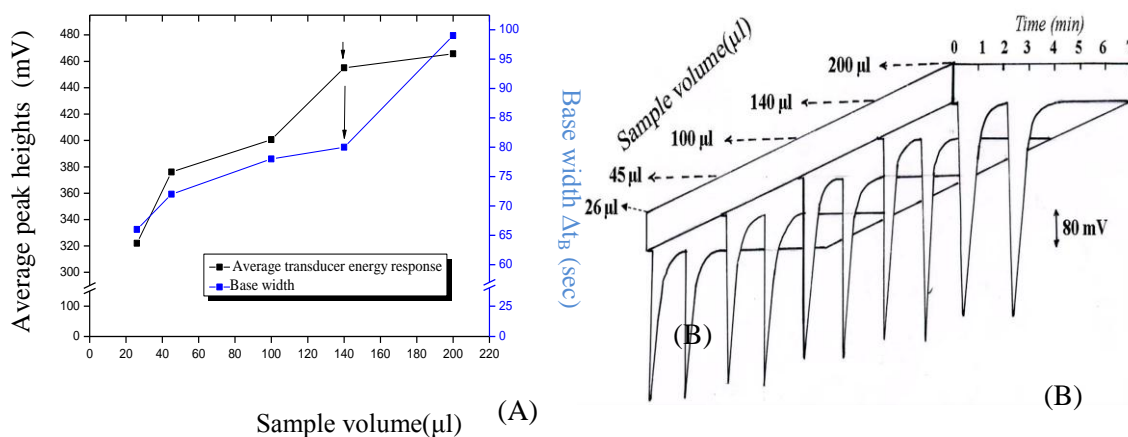 480
460
440
420
400
380
360
340
320
300
100
0
Average peak heights (mV)
0 20 40 60 80 100 120 140 160 180 200 220
Sample volume(µl)
100
95
90
85
80
75
70
65
60
25
0
Base width ΔtB (sec)
Average transducer energy response
Base width
(A)
Time (min)
0 1 2 3 4 5 6 7
Sample volume(µl)
200 µl
140 µl
100 µl
45 µl
26 µl
80 mV
(B)
(B)